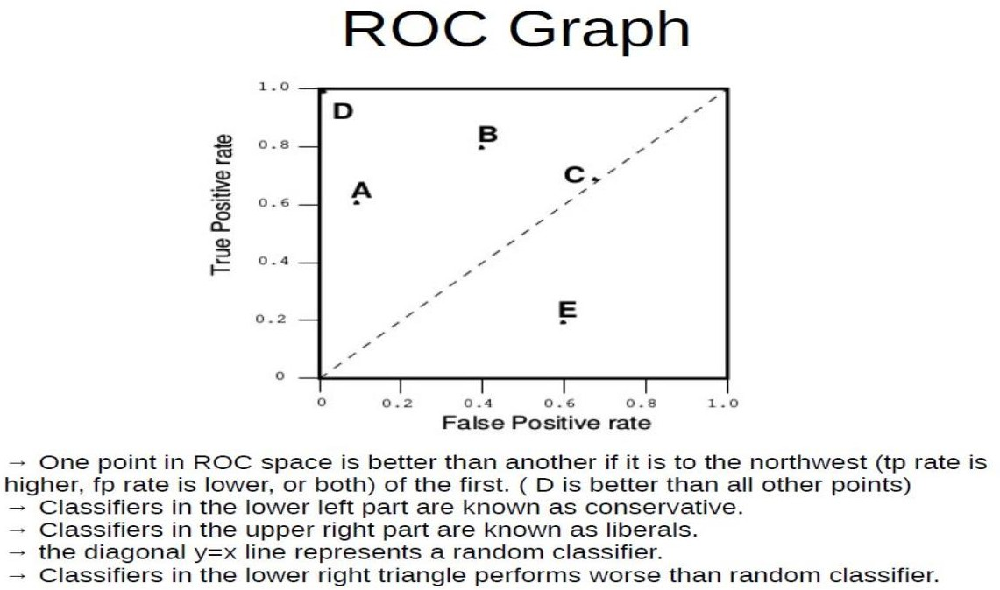 ROC Graph
1.0
D
B
0.8
C
A
0.6
True Positive rate
0.4
E
0.2
0
0 0.2 0.4 0.6 0.8 1.0
False Positive rate
→ One point in ROC space is better than another if it is to the northwest (tp rate is
higher, fp rate is lower, or both) of the first. ( D is better than all other points)
→ Classifiers in the lower left part are known as conservative.
→ Classifiers in the upper right part are known as liberals.
→ the diagonal y=x line represents a random classifier.
→ Classifiers in the lower right triangle performs worse than random classifier.